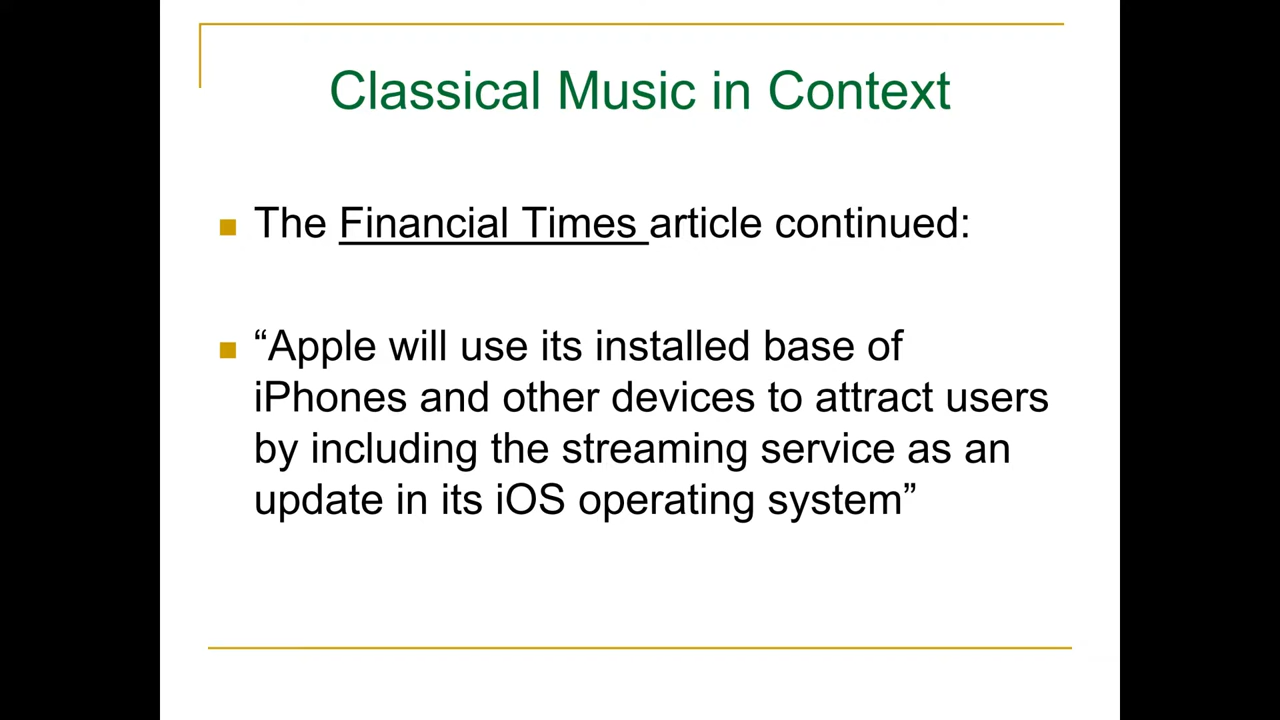 Classical Music in Context
The Financial Times article continued:
“Apple will use its installed base of
iPhones and other devices to attract users
by including the streaming service as an
update in its iOS operating system”